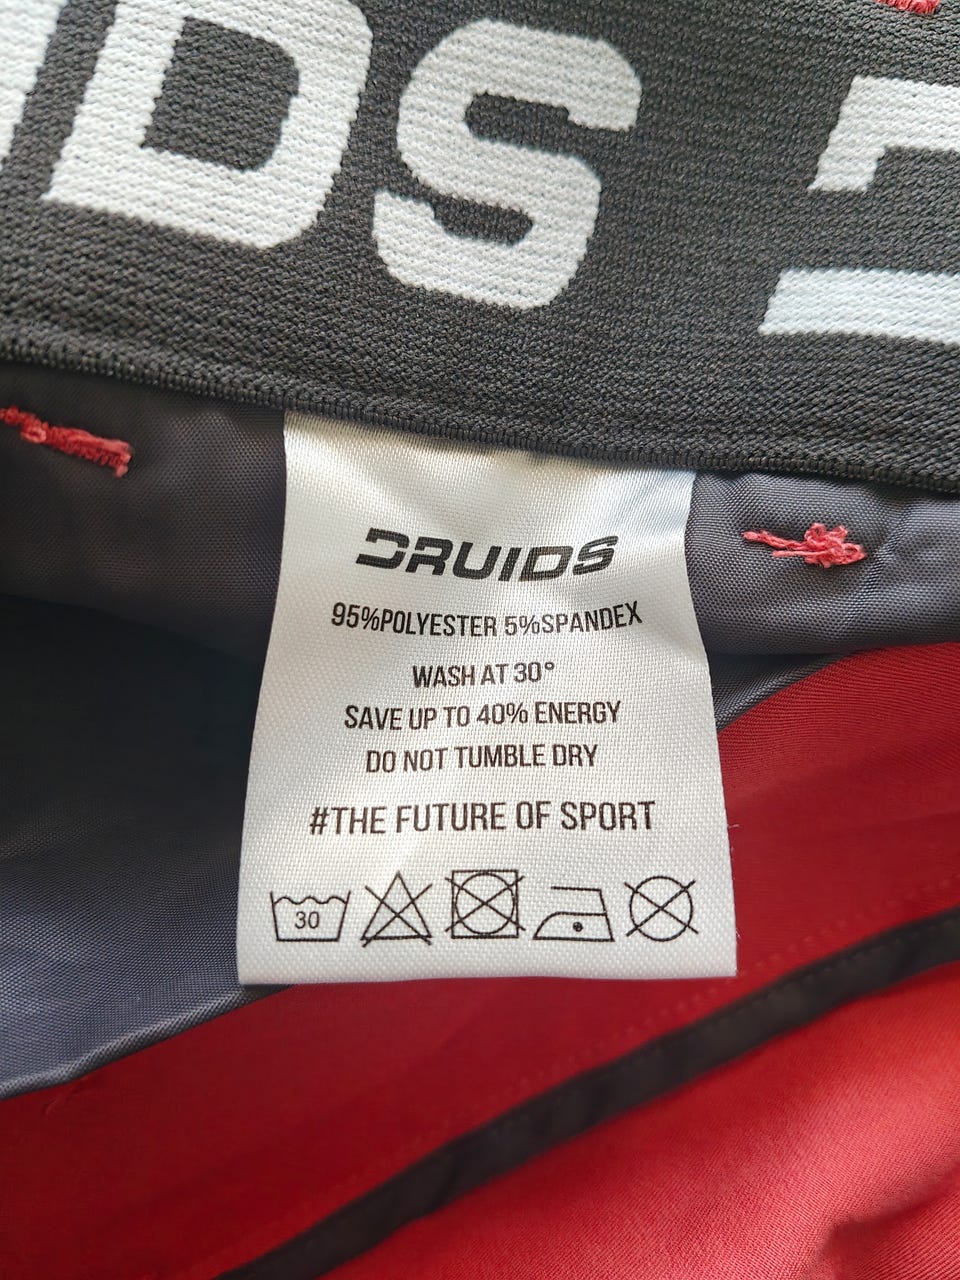 DS
DRUIDS
95%POLYESTER 5%SPANDEX
WASH AT 30°
SAVE UP TO 40% ENERGY
DO NOT TUMBLE DRY
#THE FUTURE OF SPORT
30